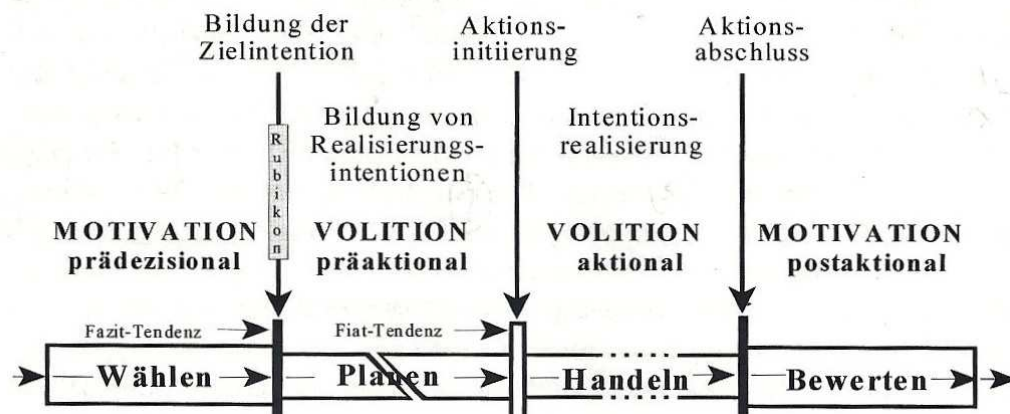 Bildung der
Zielintention
Aktions-
initiierung
Aktions-
abschluss
Rubikon
Bildung von
Realisierungs-
intentionen
Intentions-
realisierung
MOTIVATION
prädezisional
VOLITION
präaktional
VOLITION
aktional
MOTIVATION
postaktional
Fazit-Tendenz
Fiat-Tendenz
Wählen
Planen
Handeln
Bewerten